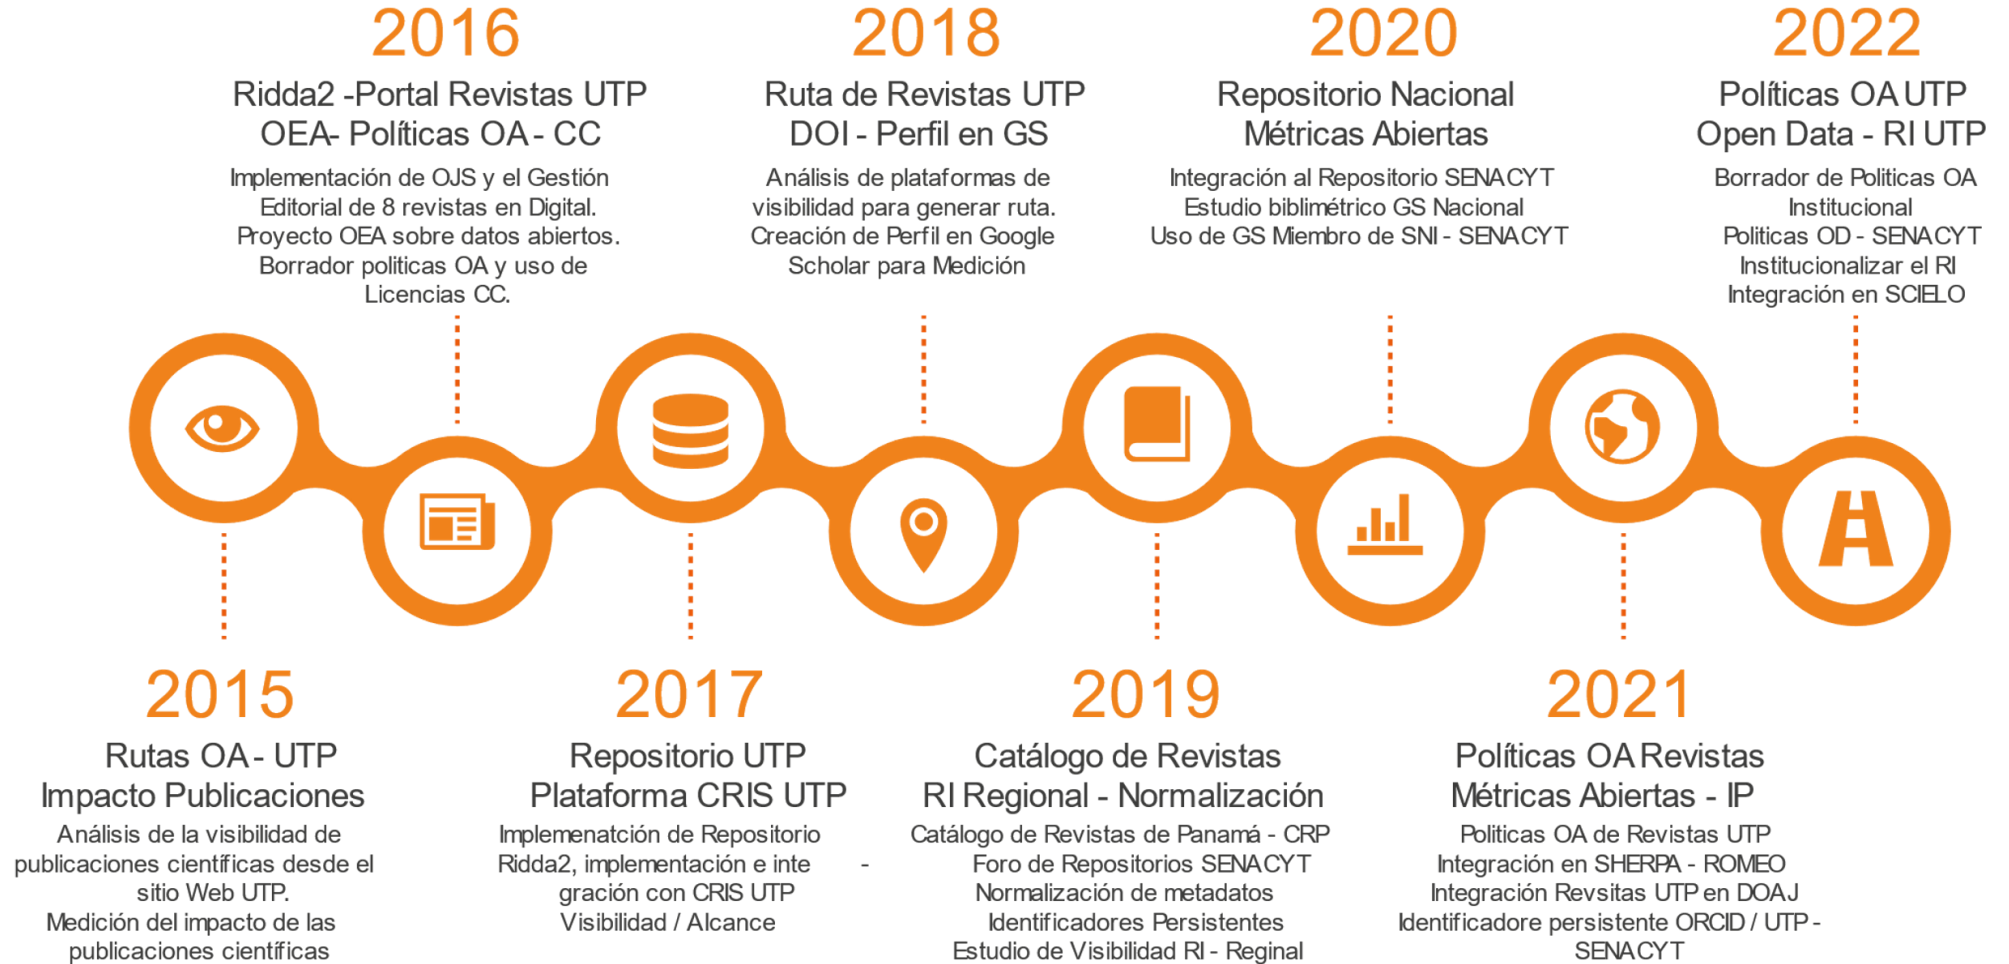 2016
Ridda2 -Portal Revistas UTP
OEA- Políticas OA - CC
Implementación de OJS y el Gestión
Editorial de 8 revistas en Digital.
Proyecto OEA sobre datos abiertos.
Borrador politicas OA y uso de
Licencias CC.
2018
Ruta de Revistas UTP
DOI - Perfil en GS
Análisis de plataformas de
visibilidad para generar ruta.
Creación de Perfil en Google
Scholar para Medición
2020
Repositorio Nacional
Métricas Abiertas
Integración al Repositorio SENACYT
Estudio biblimétrico GS Nacional
Uso de GS Miembro de SNI - SENACYT
2022
Políticas OA UTP
Open Data - RI UTP
Borrador de Politicas OA
Institucional
Politicas OD - SENACYT
Institucionalizar el RI
Integración en SCIELO
2015
Rutas OA - UTP
Impacto Publicaciones
Análisis de la visibilidad de
publicaciones científicas desde el
sitio Web UTP.
Medición del impacto de las
publicaciones científicas
2017
Repositorio UTP
Plataforma CRIS UTP
Implemenatción de Repositorio
Ridda2, implementación e inte -
gración con CRIS UTP
Visibilidad / Alcance
2019
Catálogo de Revistas
RI Regional - Normalización
Catálogo de Revistas de Panamá - CRP
Foro de Repositorios SENACYT
Normalización de metadatos
Identificadores Persistentes
Estudio de Visibilidad RI - Reginal
2021
Políticas OA Revistas
Métricas Abiertas - IP
Politicas OA de Revistas UTP
Integración en SHERPA - ROMEO
Integración Revsitas UTP en DOAJ
Identificadore persistente ORCID / UTP -
SENACYT